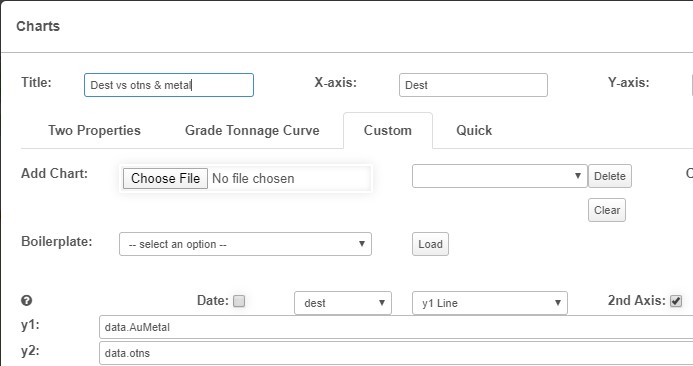 Charts
Title: Dest vs otns & metal X-axis: Dest Y-axis:
Two Properties Grade Tonnage Curve Custom Quick
Add Chart: Choose File No file chosen Delete
Clear
Boilerplate: -- select an option -- Load
Date: dest y1 Line 2nd Axis:
y1: data.AuMetal
y2: data.otns